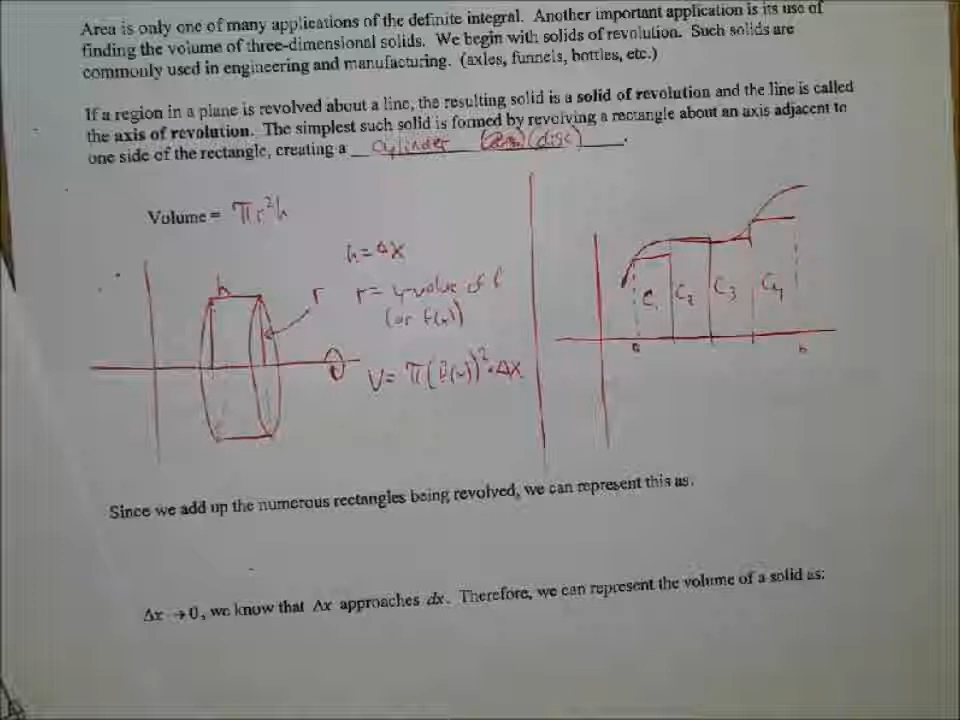 Area is only one of many applications of the definite integral. Another important application is its use of
finding the volume of three-dimensional solids. We begin with solids of revolution. Such solids are
commonly used in engineering and manufacturing. (axles, funnels, bottles, etc.)
If a region in a plane is revolved about a line, the resulting solid is a solid of revolution and the line is called
the axis of revolution. The simplest such solid is formed by revolving a rectangle about an axis adjacent to
one side of the rectangle, creating a cylinder (disc).
Volume = πr²h
h = Δx
r = y-value of f
(or f(x))
V = π(f(x))²·Δx
h
r
C₁ C₂ C₃ C₄
a b
Since we add up the numerous rectangles being revolved, we can represent this as.
Δx → 0, we know that Δx approaches dx. Therefore, we can represent the volume of a solid as: